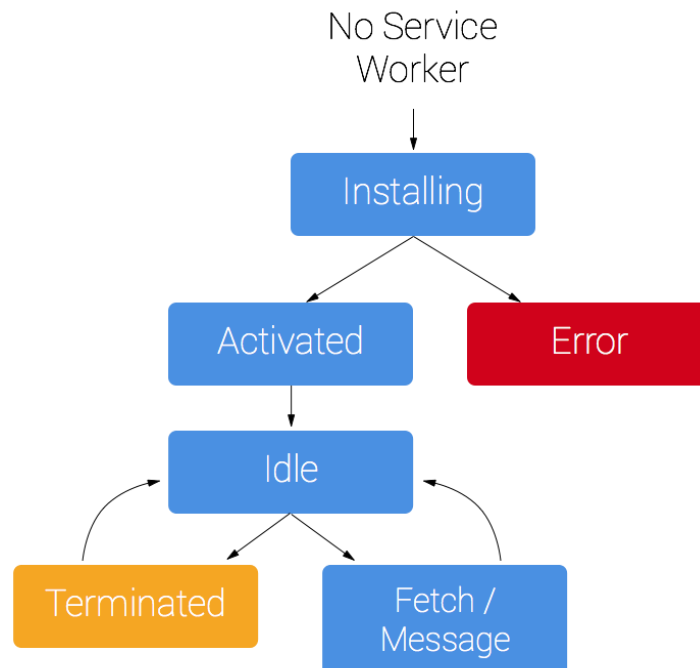 No Service
Worker
Installing
Activated
Error
Idle
Terminated
Fetch /
Message